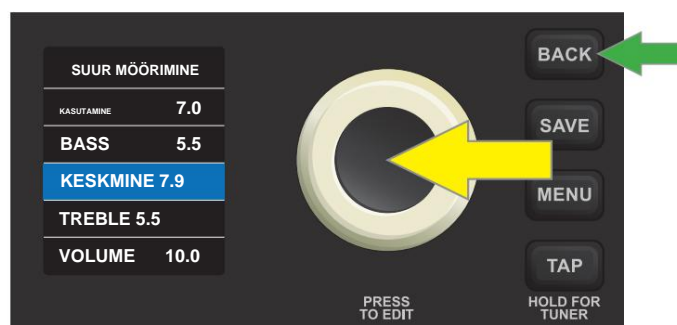 SUUR MÖÖRIMINE
KASUTAMINE 7.0
BASS 5.5
KESKMINE 7.9
TREBLE 5.5
VOLUME 10.0
BACK
SAVE
MENU
TAP
PRESS
TO EDIT
HOLD FOR
TUNER